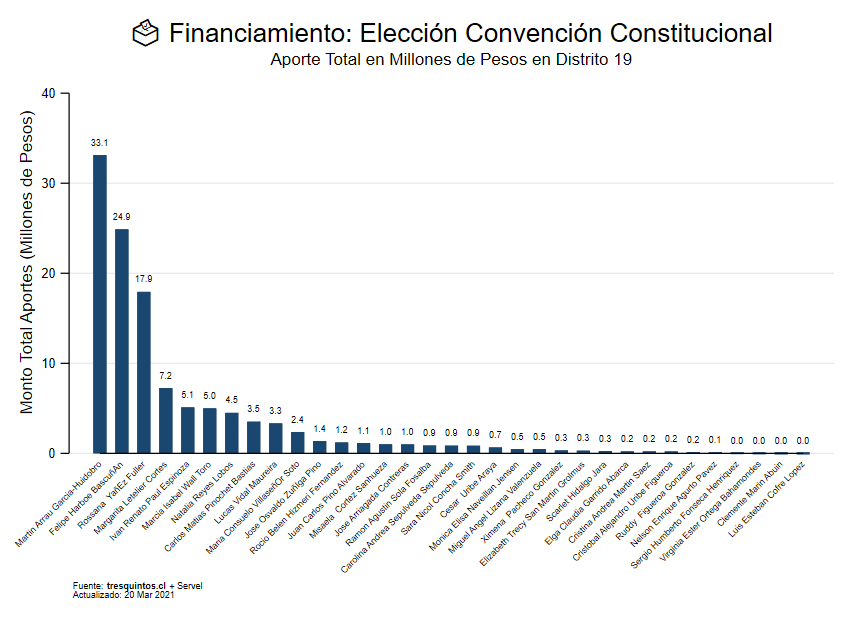 Financiamiento: Elección Convención Constitucional
Aporte Total en Millones de Pesos en Distrito 19
Monto Total Aportes (Millones de Pesos)
40
30
20
10
0
33.1
24.9
17.9
7.2
5.1
5.0
4.5
3.5
3.3
2.4
1.4
1.2
1.1
1.0
1.0
0.9
0.9
0.9
0.7
0.5
0.5
0.3
0.3
0.3
0.2
0.2
0.2
0.2
0.1
0.0
0.0
0.0
0.0
Martin Arrau Garcia-Huidobro
Felipe Harboe BascuñAn
Rossana YañEz Fuller
Margarita Letelier Cortes
Ivan Renato Paul Espinoza
Marcia Isabel Wall Toro
Natalia Reyes Lobos
Carlos Matias Pinochet Bastias
Lucas Vidal Maureira
Maria Consuelo VillaseñOr Soto
Jose Osvaldo Zuñiga Pino
Rocio Belen Hizmeri Fernandez
Juan Carlos Pino Alvarado
Misaela Cortez Sanhueza
Jose Arriagada Contreras
Ramon Agustin Sola Fosalba
Carolina Andrea Sepulveda Sepulveda
Sara Nicol Concha Smith
Cesar Uribe Araya
Monica Elisa Navellan Jensen
Miguel Angel Lizana Valenzuela
Ximena Pacheco Gonzalez
Elizabeth Trecy San Martin Grolmus
Scarlet Hidalgo Jara
Elga Claudia Garrido Abarca
Cristina Andrea Martin Saez
Cristobal Alejandro Uribe Figueroa
Ruddy Figueroa Gonzalez
Nelson Enrique Agurto Pavez
Sergio Humberto Fonseca Henriquez
Virginia Ester Ortega Bahamondes
Clemente Marin Abuin
Luis Esteban Cofre Lopez
Fuente: tresquintos.cl + Servel
Actualizado: 20 Mar 2021